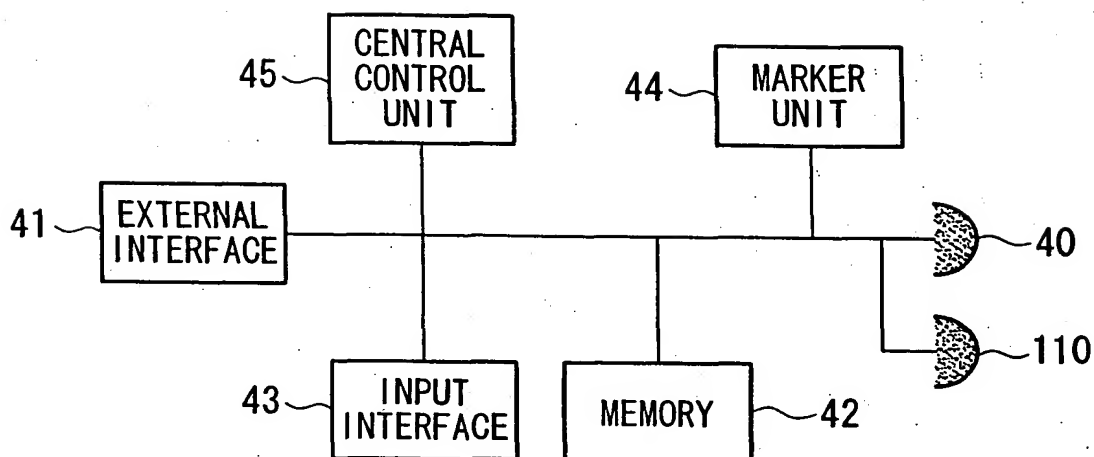 CENTRAL
CONTROL
UNIT
45
MARKER
UNIT
44
EXTERNAL
INTERFACE
41
40
110
INPUT
INTERFACE
43
MEMORY
42